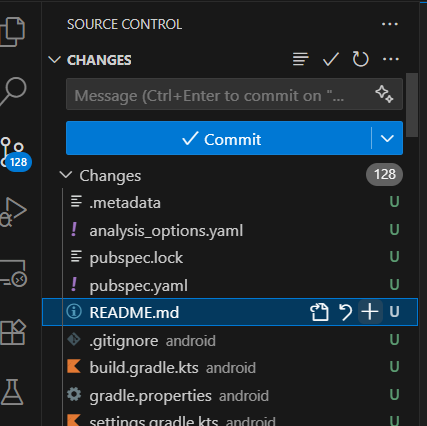 SOURCE CONTROL
CHANGES
Message (Ctrl+Enter to commit on "...
Commit
Changes 128
.metadata U
analysis_options.yaml U
pubspec.lock U
pubspec.yaml U
README.md U
.gitignore android U
build.gradle.kts android U
gradle.properties android U
settings.gradle.kts android U
128